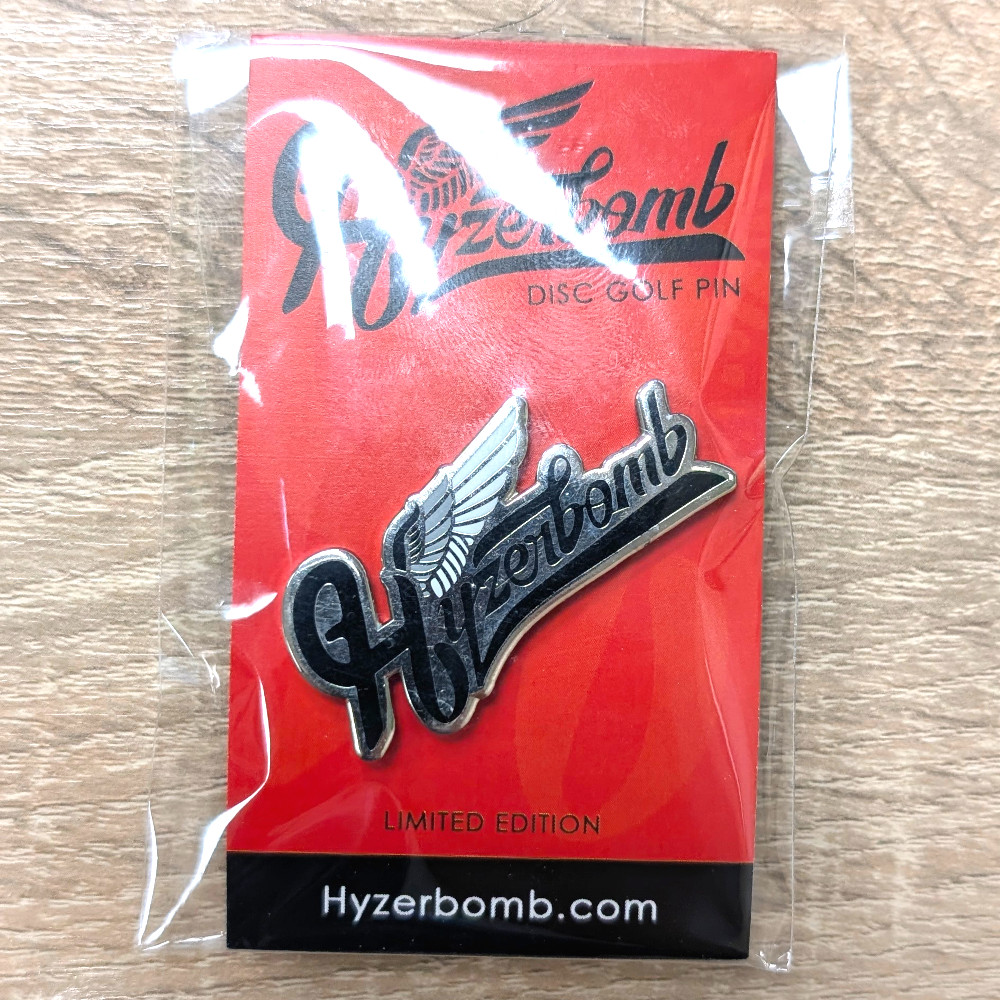 Hyzerbomb
DISC GOLF PIN
Hyzerbomb
LIMITED EDITION
Hyzerbomb.com